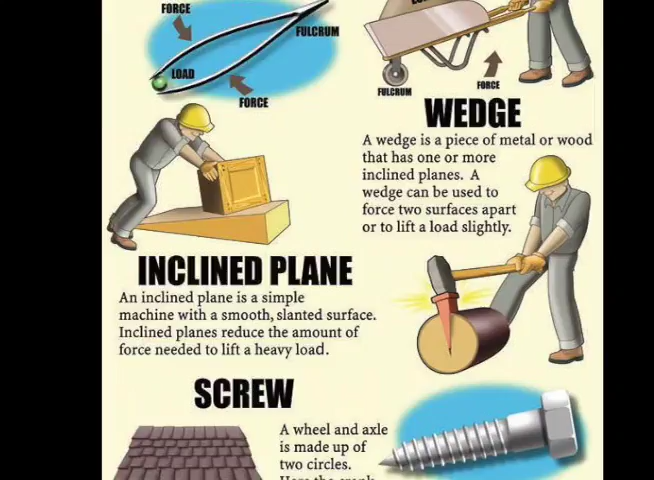 FORCE
FULCRUM
LOAD
FORCE
FULCRUM
FORCE
WEDGE
A wedge is a piece of metal or wood
that has one or more
inclined planes. A
wedge can be used to
force two surfaces apart
or to lift a load slightly.
INCLINED PLANE
An inclined plane is a simple
machine with a smooth, slanted surface.
Inclined planes reduce the amount of
force needed to lift a heavy load.
SCREW
A wheel and axle
is made up of
two circles.
Here the crank